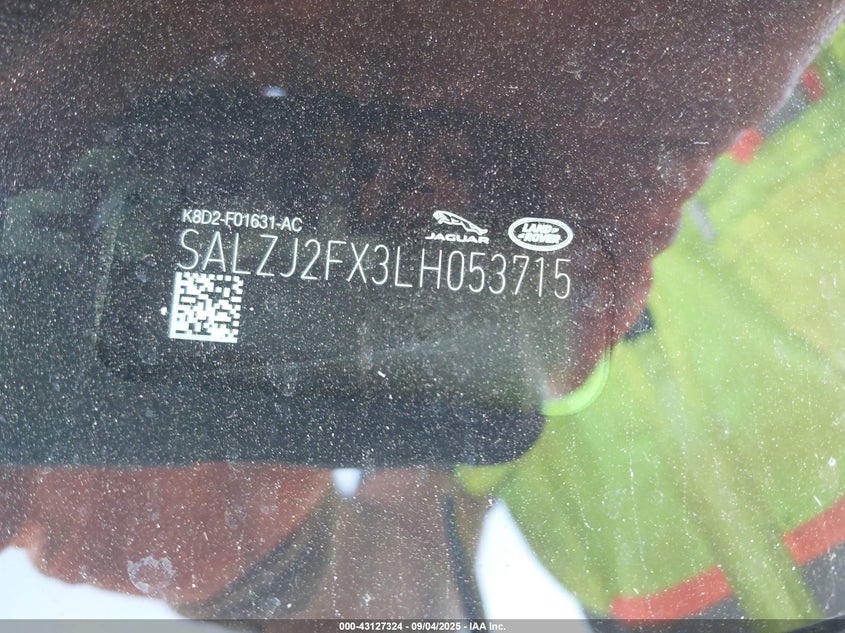 K8D2-F01631-AC
JAGUAR
LAND
ROVER
SALZJ2FX3LH053715
000-43127324 - 09/04/2025 - IAA Inc.